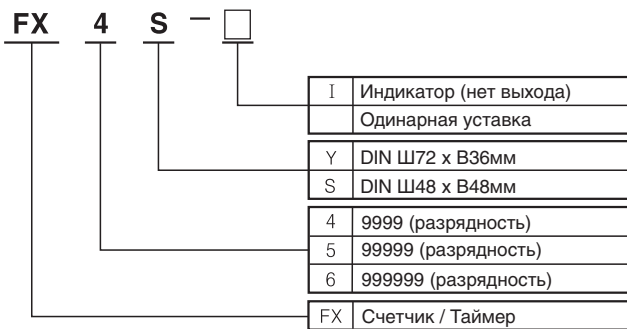 FX 4 S -
I Индикатор (нет выхода)
Одинарная уставка
Y DIN Ш72 x В36мм
S DIN Ш48 x В48мм
4 9999 (разрядность)
5 99999 (разрядность)
6 999999 (разрядность)
FX Счетчик / Таймер